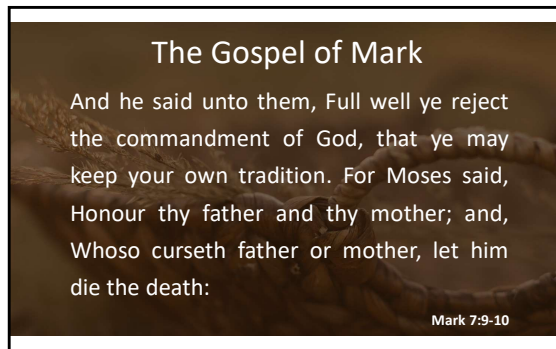 The Gospel of Mark
And he said unto them, Full well ye reject
the commandment of God, that ye may
keep your own tradition. For Moses said,
Honour thy father and thy mother; and,
Whoso curseth father or mother, let him
die the death:
Mark 7:9-10